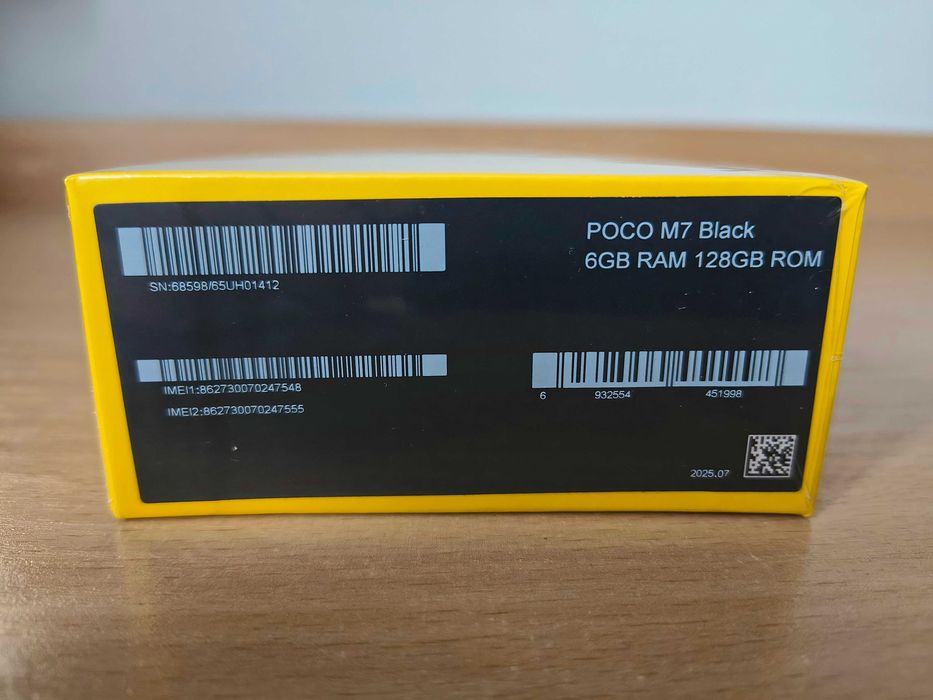 POCO M7 Black
6GB RAM 128GB ROM
SN:68598/65UH01412
IMEI1:862730070247548
IMEI2:862730070247555
6 932554 451998
2025.07